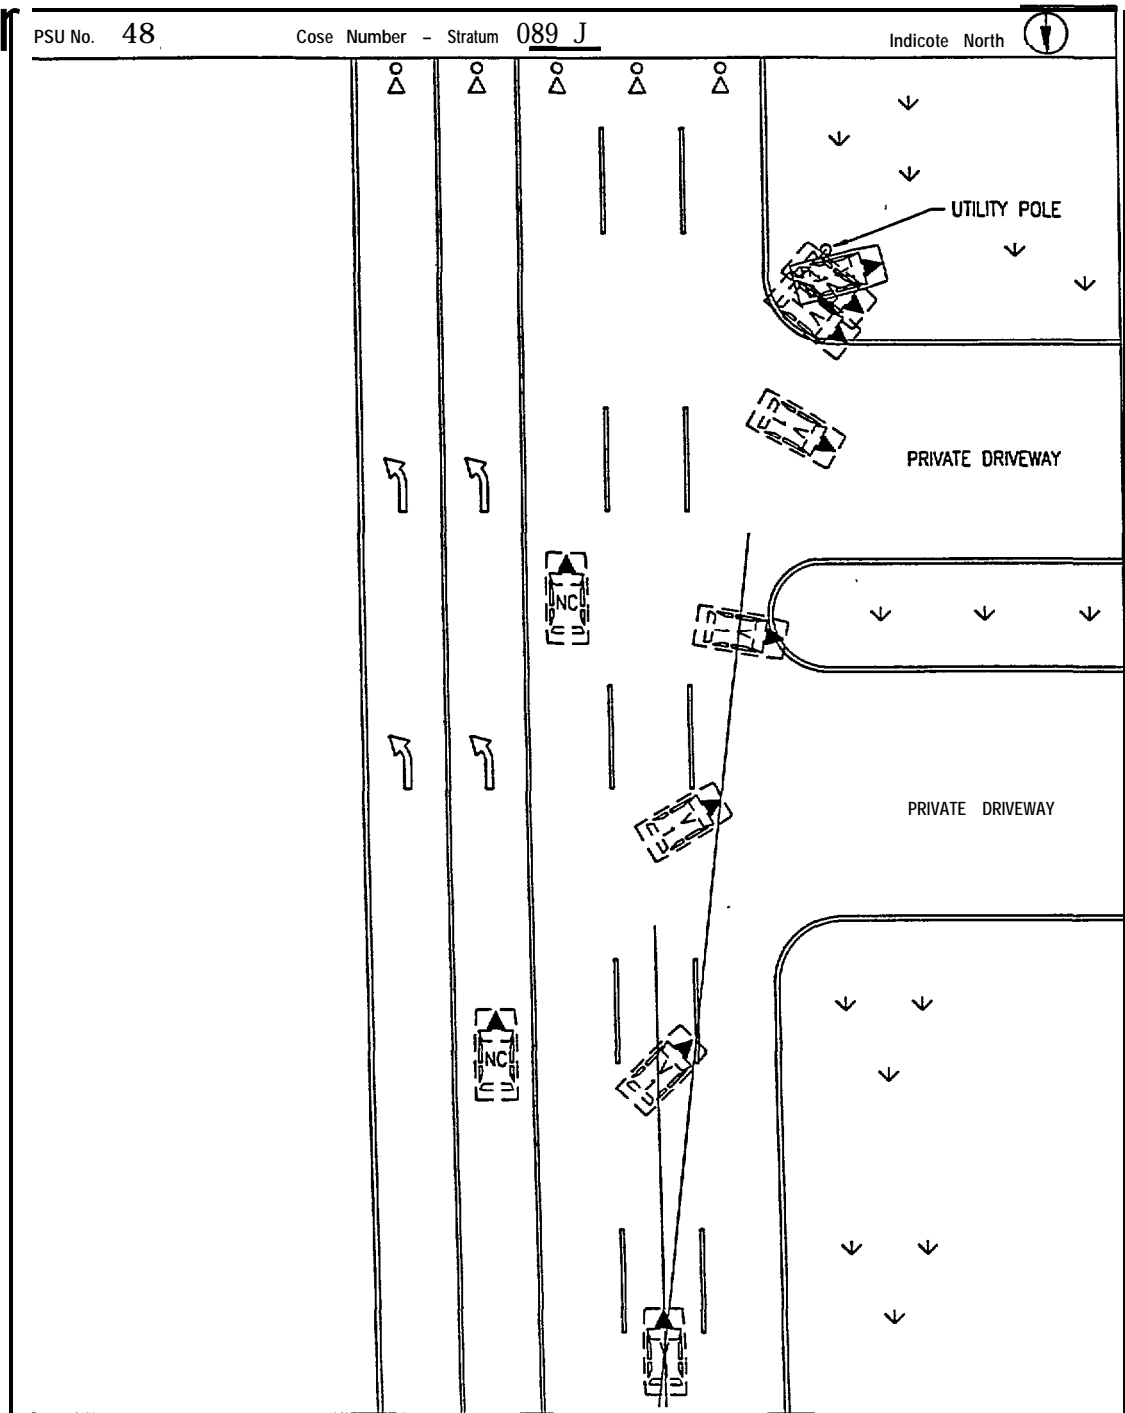 PSU No. 48 Cose Number - Stratum 089 J Indicote North
UTILITY POLE
PRIVATE DRIVEWAY
NC
PRIVATE DRIVEWAY
NC